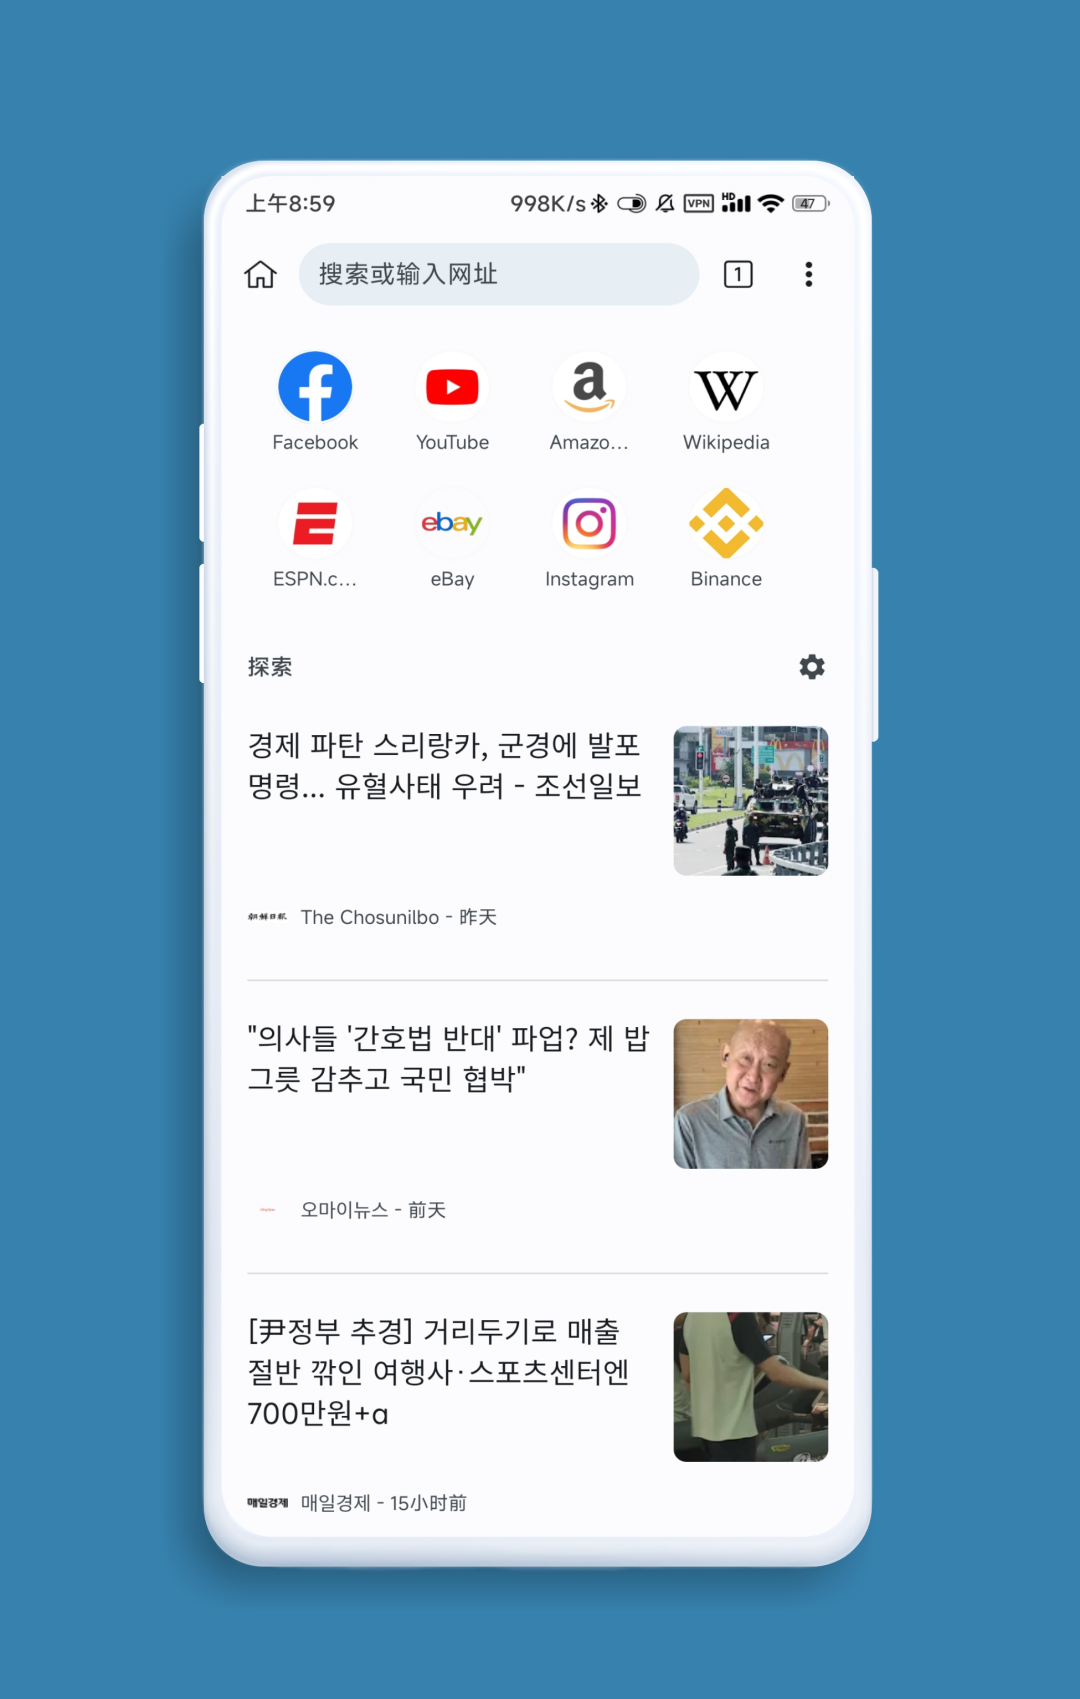 上午8:59 998K/s VPN HD 47
搜索或输入网址 1
Facebook YouTube Amazo... Wikipedia
ebay
ESPN.c... eBay Instagram Binance
探索
경제 파탄 스리랑카, 군경에 발포
명령... 유혈사태 우려 - 조선일보
朝鮮日報 The Chosunilbo - 昨天
"의사들 '간호법 반대' 파업? 제 밥
그릇 감추고 국민 협박"
오마이뉴스 - 前天
[尹정부 추경] 거리두기로 매출
절반 깎인 여행사·스포츠센터엔
700만원+α
매일경제 매일경제 - 15小时前